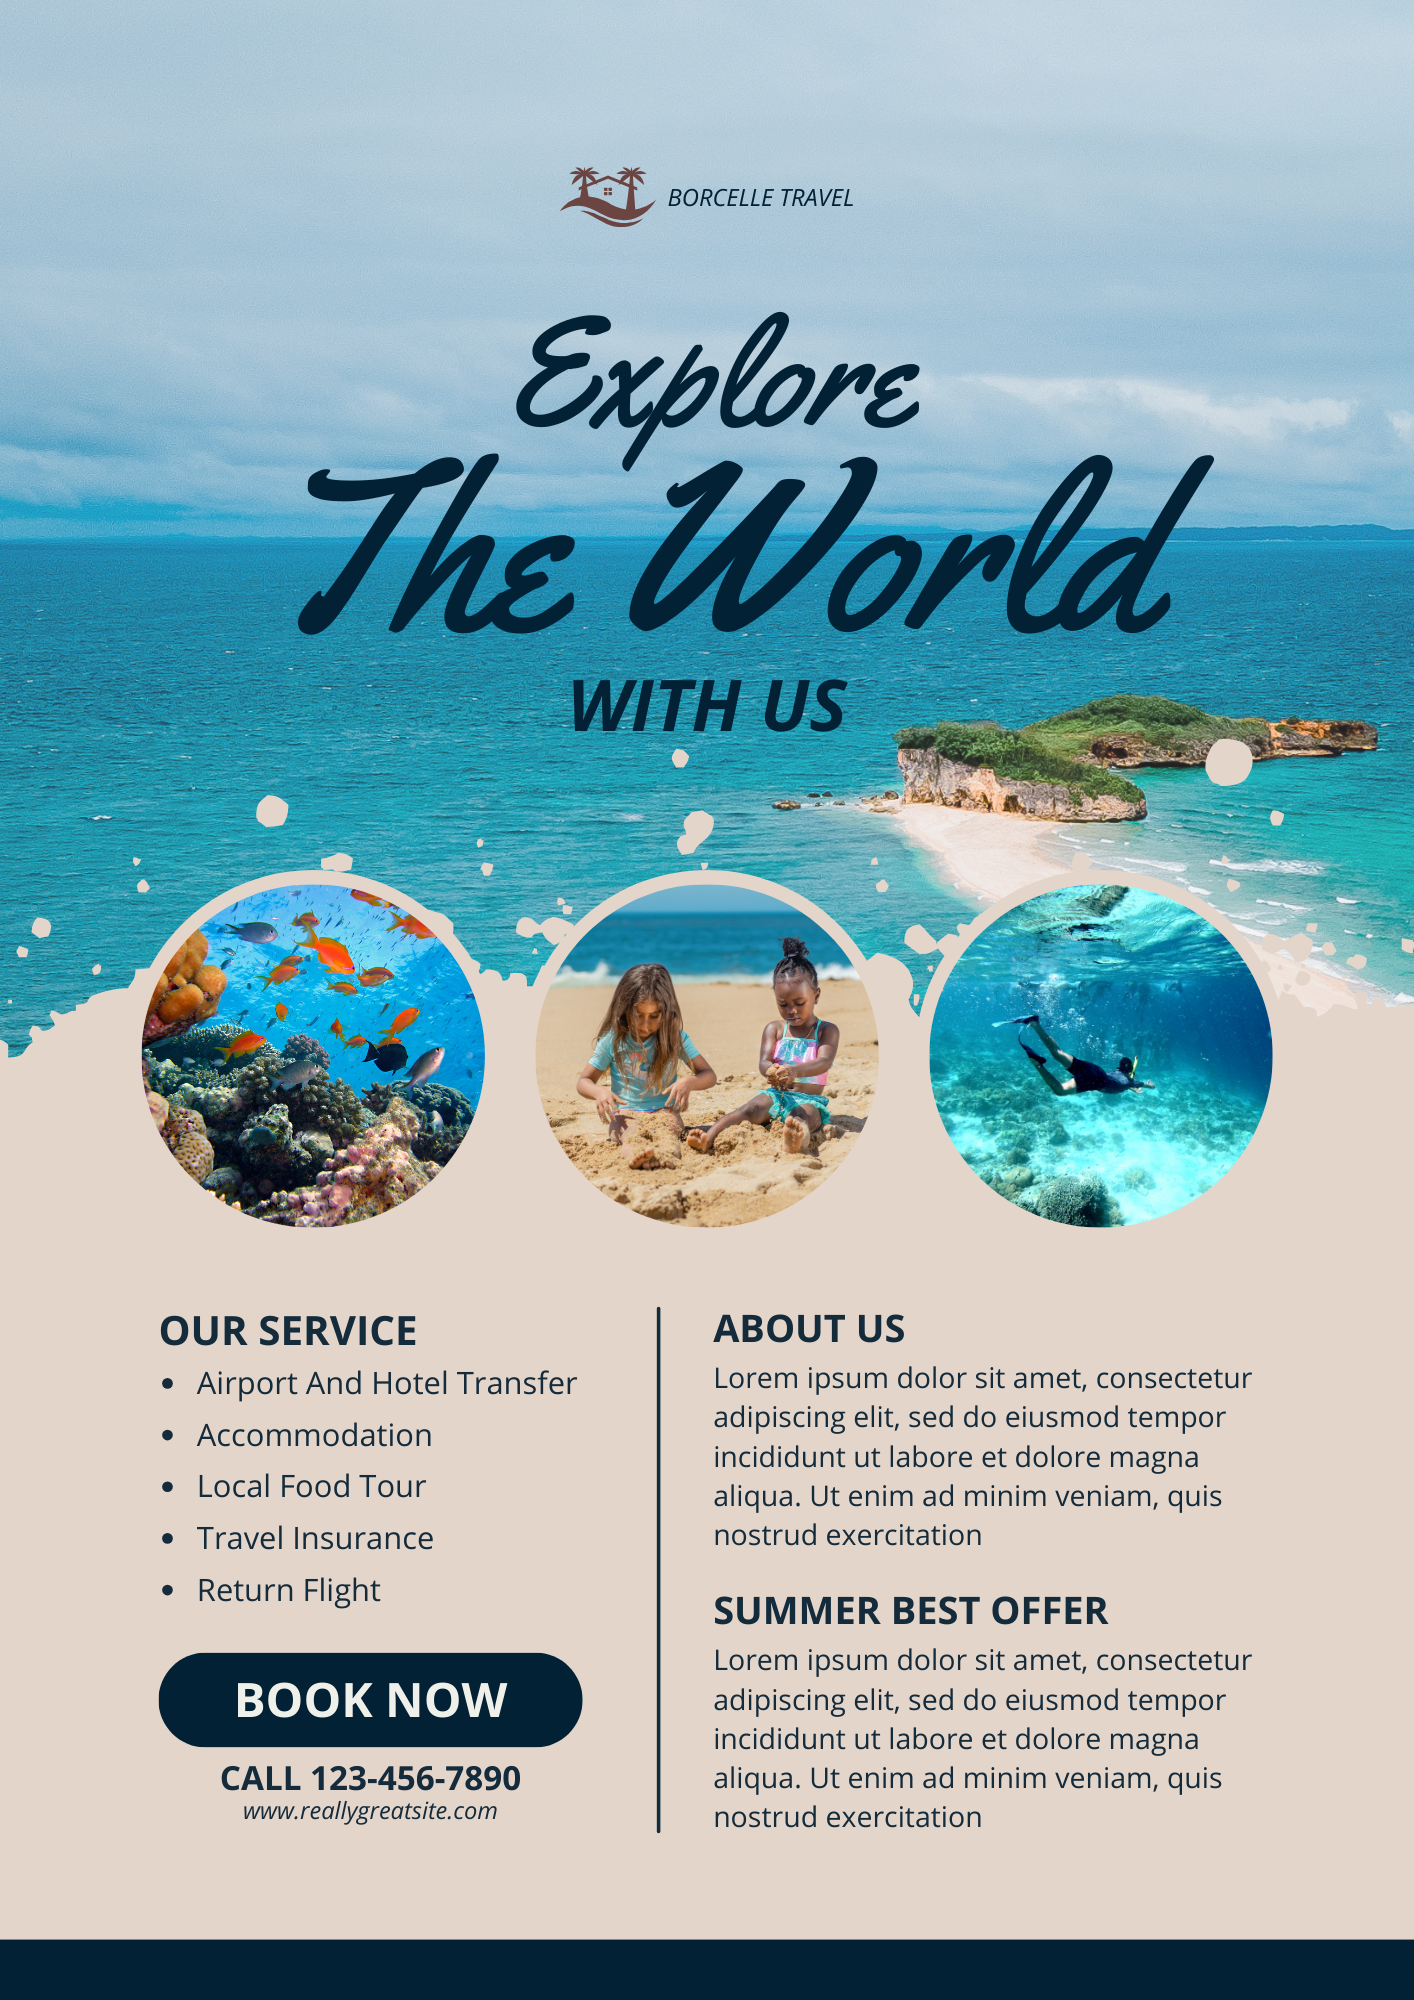 BORCELLE TRAVEL
Explore
The World
WITH US
OUR SERVICE
• Airport And Hotel Transfer
• Accommodation
• Local Food Tour
• Travel Insurance
• Return Flight
BOOK NOW
CALL 123-456-7890
www.reallygreatsite.com
ABOUT US
Lorem ipsum dolor sit amet, consectetur
adipiscing elit, sed do eiusmod tempor
incididunt ut labore et dolore magna
aliqua. Ut enim ad minim veniam, quis
nostrud exercitation
SUMMER BEST OFFER
Lorem ipsum dolor sit amet, consectetur
adipiscing elit, sed do eiusmod tempor
incididunt ut labore et dolore magna
aliqua. Ut enim ad minim veniam, quis
nostrud exercitation